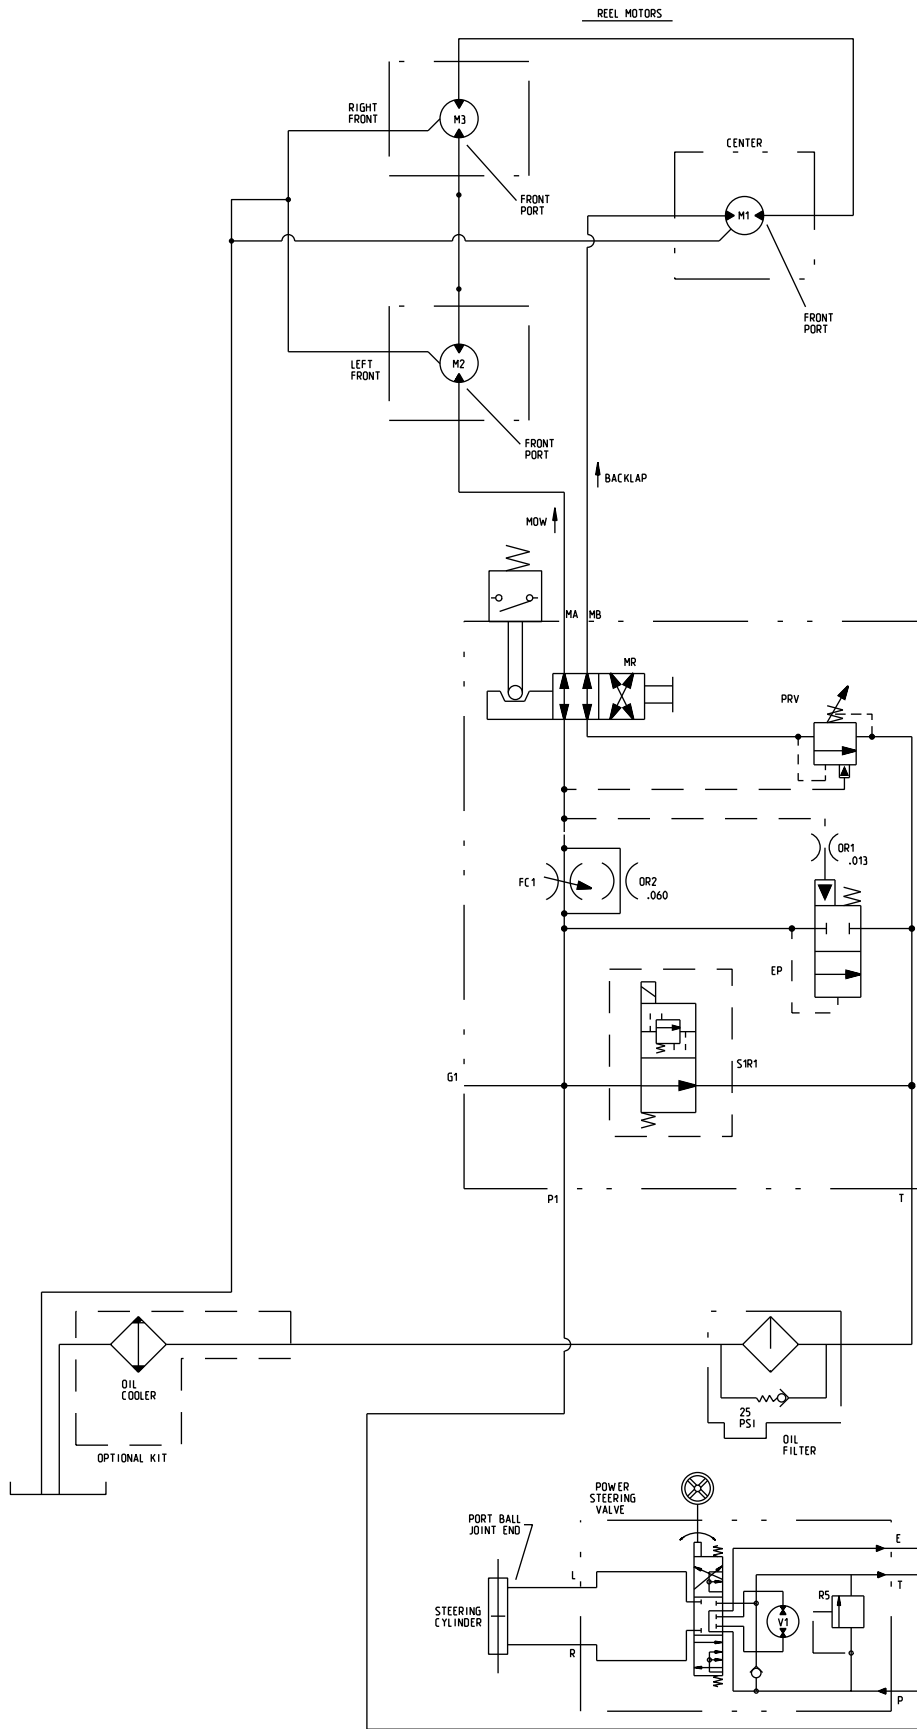 REEL MOTORS
RIGHT
FRONT
M3
CENTER
FRONT
PORT
M1
FRONT
PORT
LEFT
FRONT
M2
FRONT
PORT
BACKLAP
MOW
MA
MB
MR
PRV
OR1
.013
FC1
OR2
.060
EP
G1
S1R1
P1
T
OIL
COOLER
OPTIONAL KIT
25
PSI
OIL
FILTER
POWER
STEERING
VALVE
PORT BALL
JOINT END
E
L
T
R5
STEERING
CYLINDER
V1
R
P